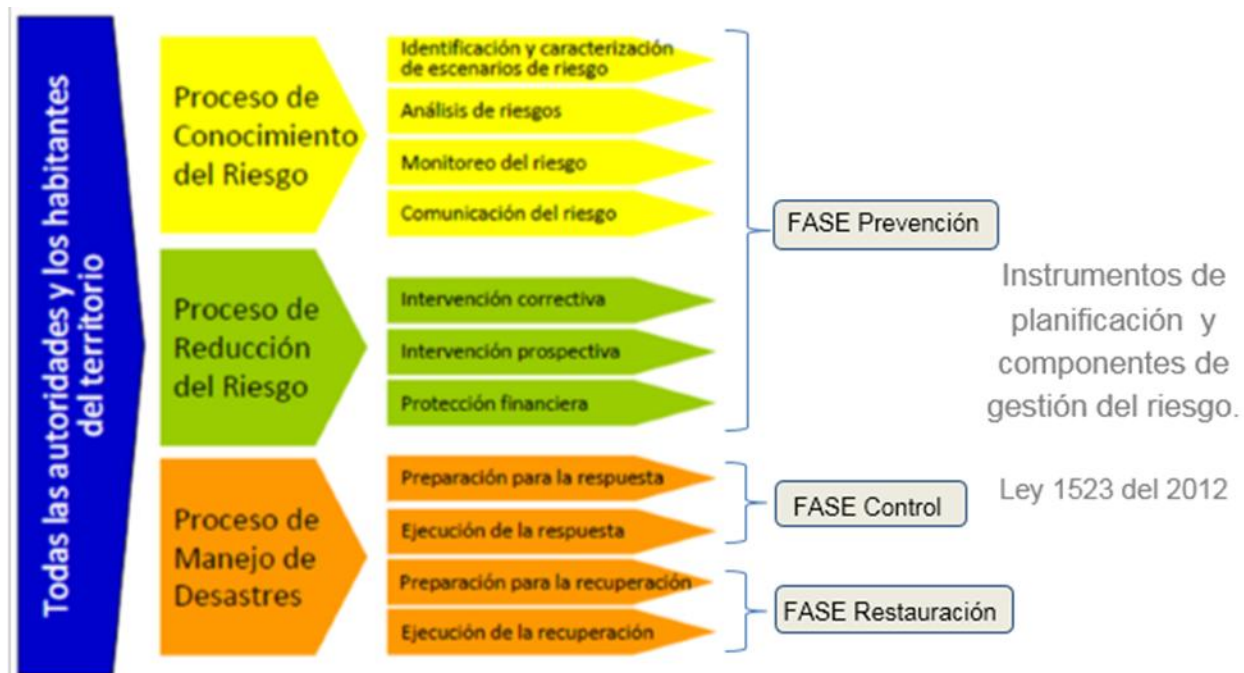 Todas las autoridades y los habitantes
del territorio
Proceso de
Conocimiento
del Riesgo
Identificación y caracterización
de escenarios de riesgo
Análisis de riesgos
Monitoreo del riesgo
Comunicación del riesgo
Proceso de
Reducción
del Riesgo
Intervención correctiva
Intervención prospectiva
Protección financiera
FASE Prevención
Proceso de
Manejo de
Desastres
Preparación para la respuesta
Ejecución de la respuesta
FASE Control
Preparación para la recuperación
Ejecución de la recuperación
FASE Restauración
Instrumentos de
planificación y
componentes de
gestión del riesgo.
Ley 1523 del 2012